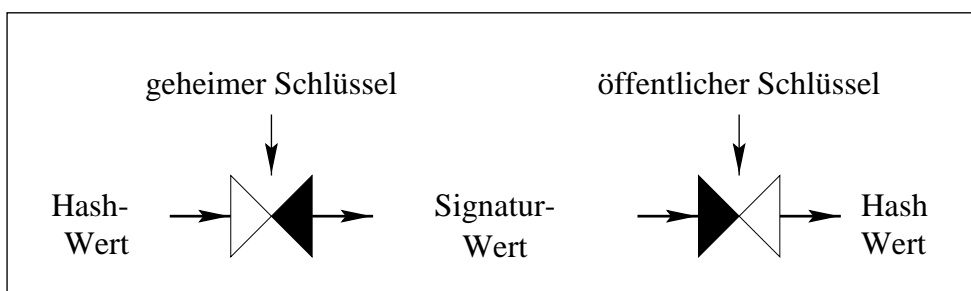 geheimer Schlüssel
öffentlicher Schlüssel
Hash-
Wert
Signatur-
Wert
Hash
Wert